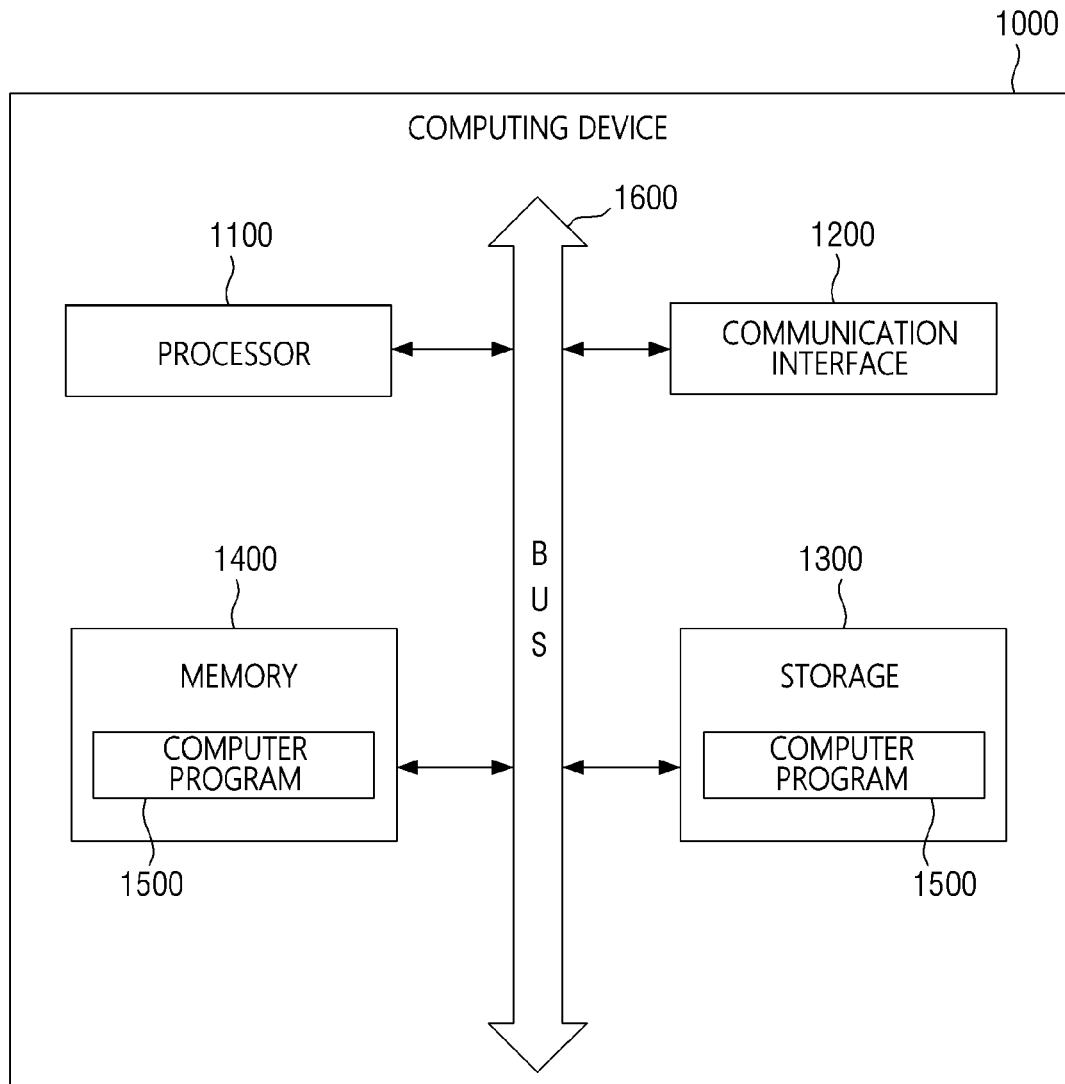 1000
COMPUTING DEVICE
1600
1100
1200
PROCESSOR
COMMUNICATION
INTERFACE
B
U
S
1400
1300
MEMORY
STORAGE
COMPUTER
PROGRAM
COMPUTER
PROGRAM
1500
1500